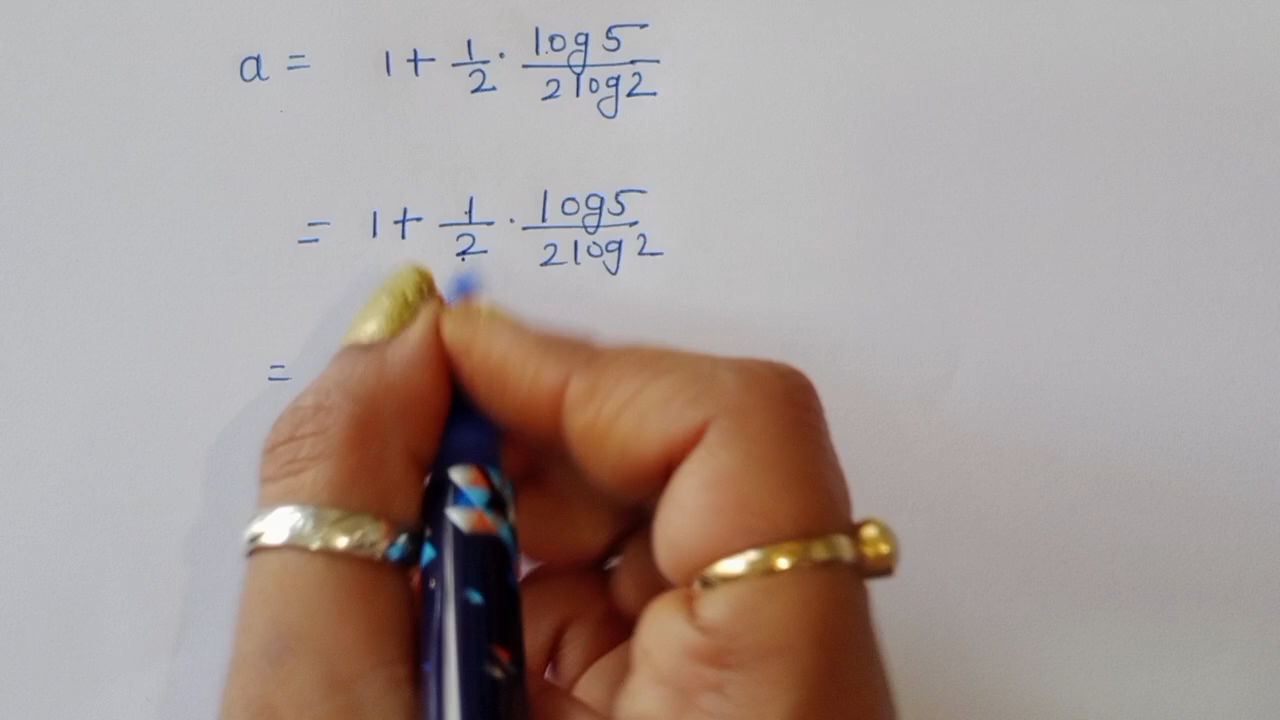 a = 1 + 1/2 · log5/2log2
= 1 + 1/2 · log5/2log2
=